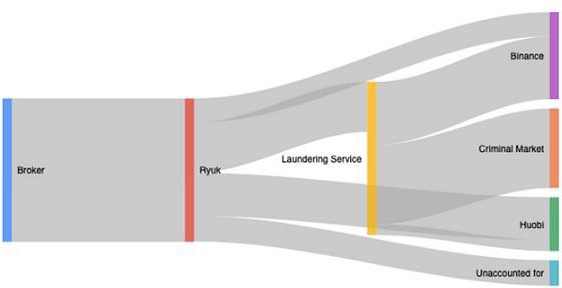 Binance
Criminal Market
Laundering Service
Broker
Ryuk
Huobi
Unaccounted for